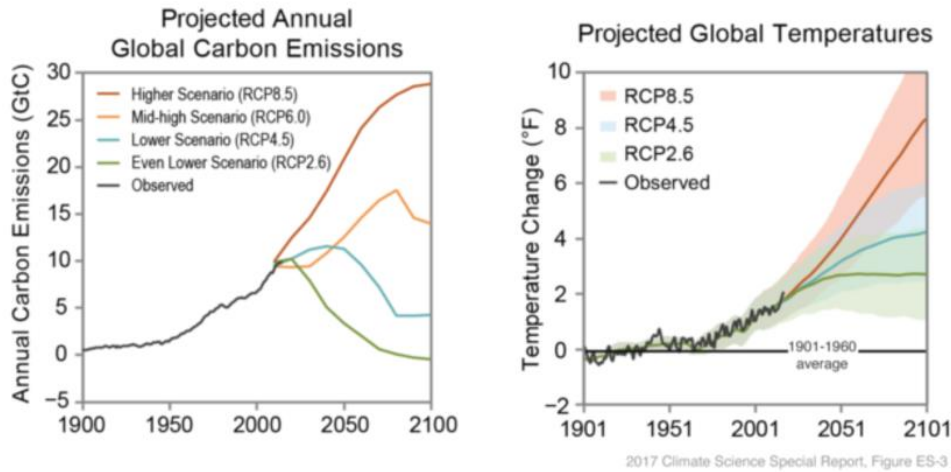 Projected Annual
Global Carbon Emissions
Annual Carbon Emissions (GtC)
30
25
20
15
10
5
0
−5
Higher Scenario (RCP8.5)
Mid-high Scenario (RCP6.0)
Lower Scenario (RCP4.5)
Even Lower Scenario (RCP2.6)
Observed
1900 1950 2000 2050 2100
Projected Global Temperatures
Temperature Change (°F)
10
8
6
4
2
0
−2
RCP8.5
RCP4.5
RCP2.6
Observed
1901-1960
average
1901 1951 2001 2051 2101
2017 Climate Science Special Report, Figure ES-3